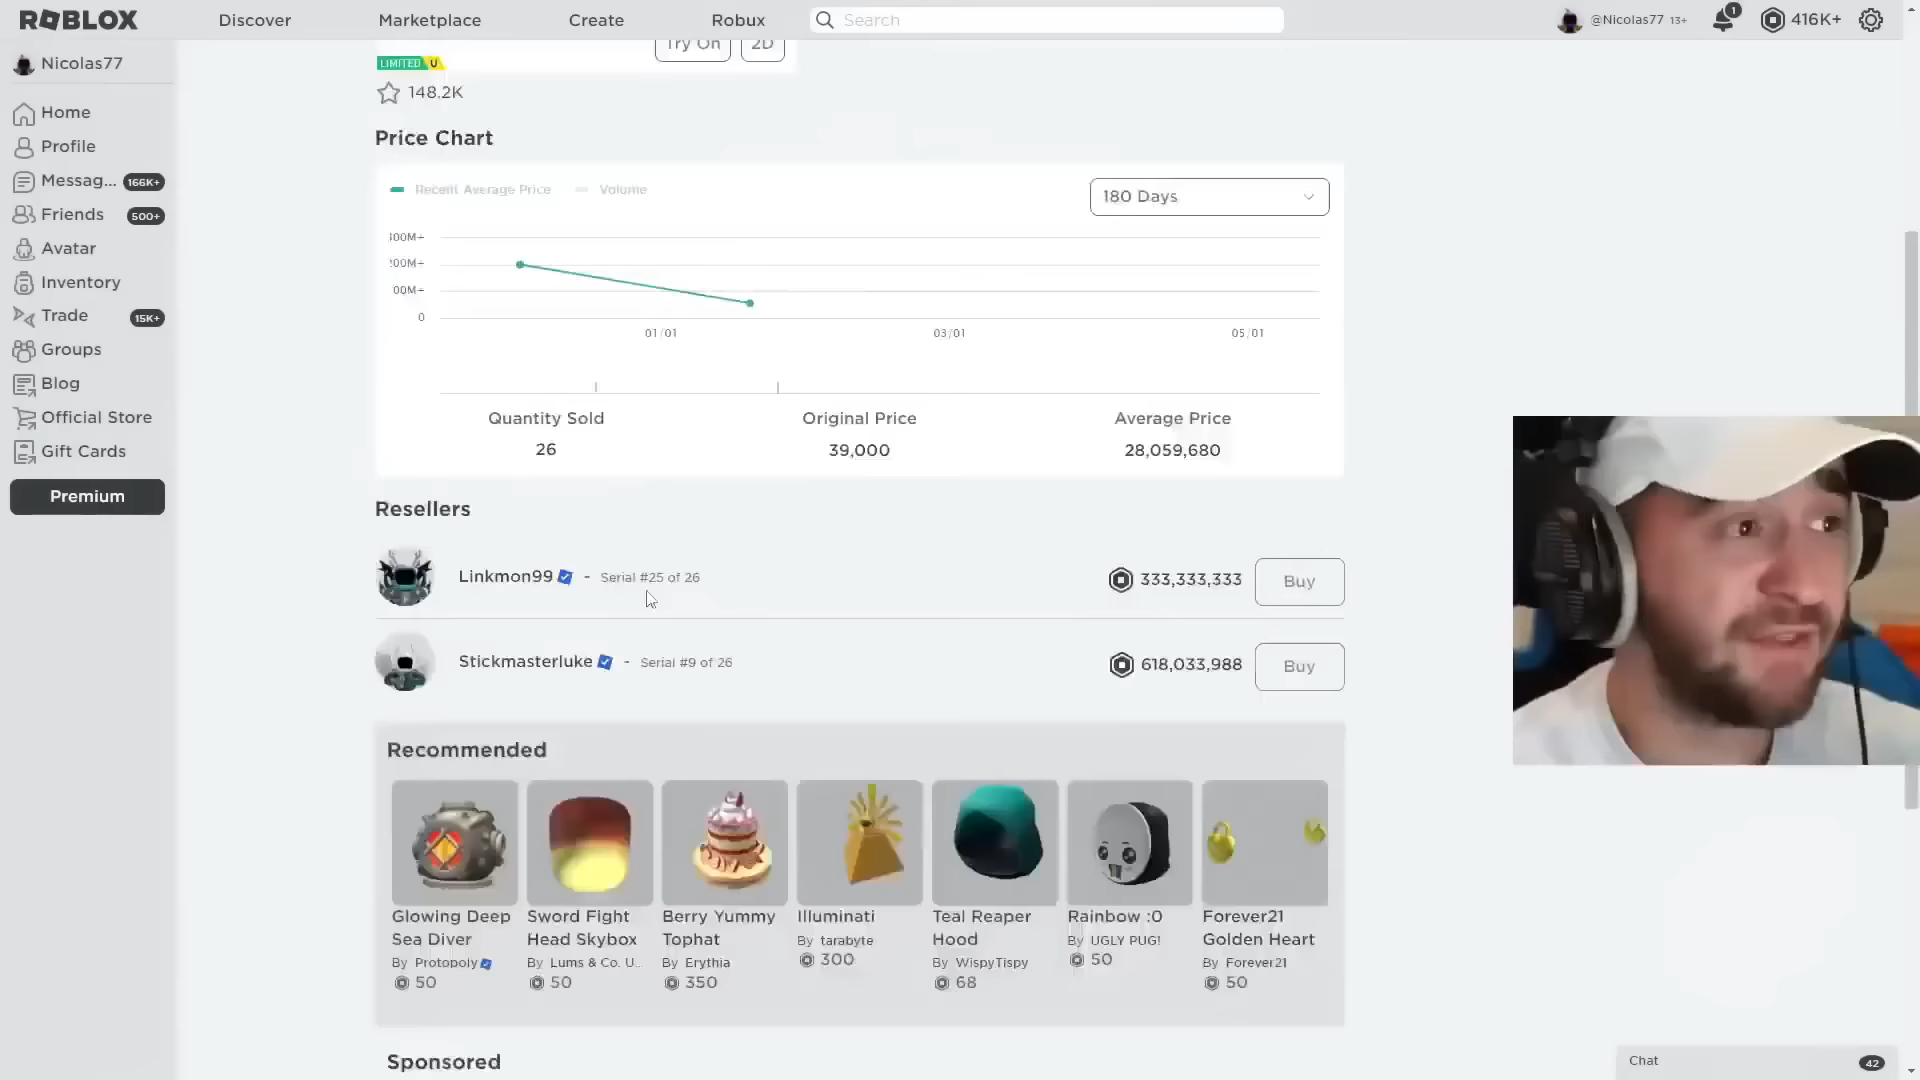 ROBLOX
Discover
Marketplace
Create
Robux
Search
@Nicolas77 13+
1
416K+
Nicolas77
Home
Profile
Messag... 166K+
Friends 500+
Avatar
Inventory
Trade 15K+
Groups
Blog
Official Store
Gift Cards
Premium
Try On
2D
LIMITED U
148.2K
Price Chart
Recent Average Price
Volume
180 Days
00M+
00M+
00M+
0
01/01
03/01
05/01
Quantity Sold
26
Original Price
39,000
Average Price
28,059,680
Resellers
Linkmon99 - Serial #25 of 26
333,333,333
Buy
Stickmasterluke - Serial #9 of 26
618,033,988
Buy
Recommended
Glowing Deep
Sea Diver
By Protopoly
50
Sword Fight
Head Skybox
By Lums & Co. U...
50
Berry Yummy
Tophat
By Erythia
350
Illuminati
By tarabyte
300
Teal Reaper
Hood
By WispyTispy
68
Rainbow :0
By UGLY PUG!
50
Forever21
Golden Heart
By Forever21
50
Sponsored
Chat
42